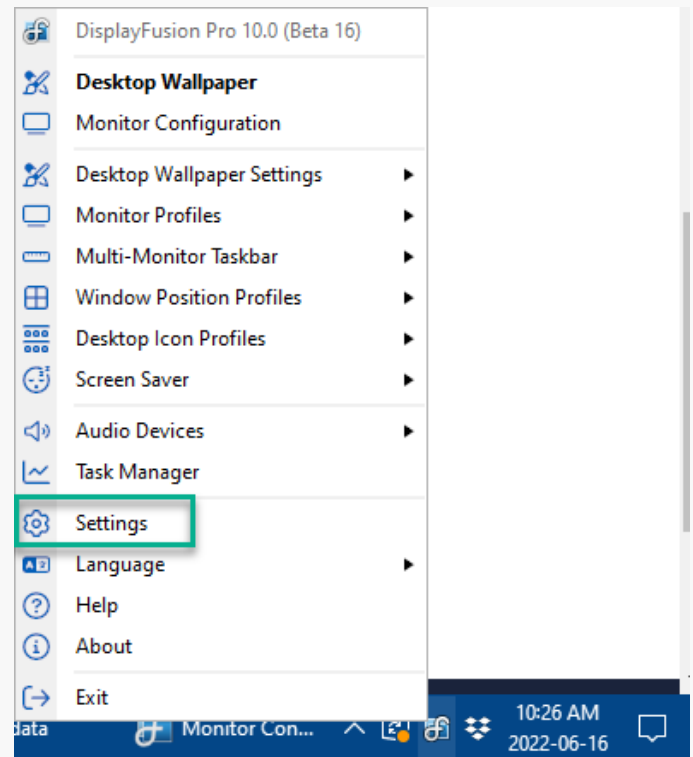 DisplayFusion Pro 10.0 (Beta 16)
Desktop Wallpaper
Monitor Configuration
Desktop Wallpaper Settings
Monitor Profiles
Multi-Monitor Taskbar
Window Position Profiles
Desktop Icon Profiles
Screen Saver
Audio Devices
Task Manager
Settings
Language
Help
About
Exit
data
Monitor Con...
10:26 AM
2022-06-16